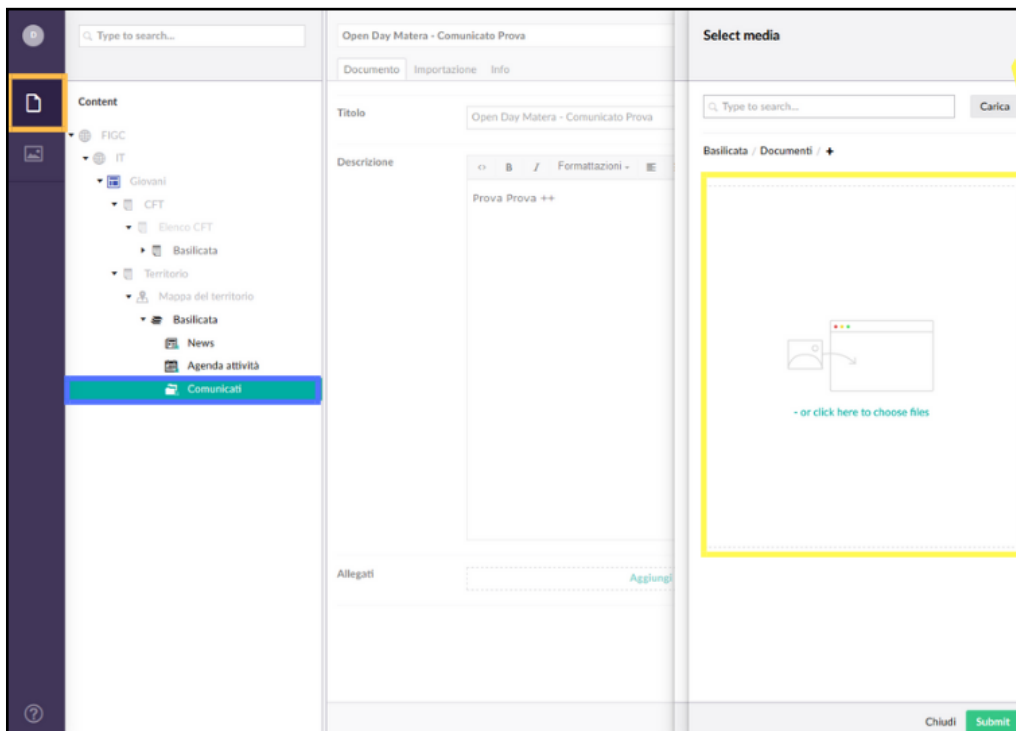 D
Type to search...
Content
FIGC
IT
Giovani
CFT
Elenco CFT
Basilicata
Territorio
Mappa del territorio
Basilicata
News
Agenda attività
Comunicati
Open Day Matera - Comunicato Prova
Documento Importazione Info
Titolo
Open Day Matera - Comunicato Prova
Descrizione
<> B I Formattazioni
Prova Prova ++
Allegati
Aggiungi
Select media
Type to search...
Carica
Basilicata / Documenti / +
- or click here to choose files
Chiudi
Submit
?